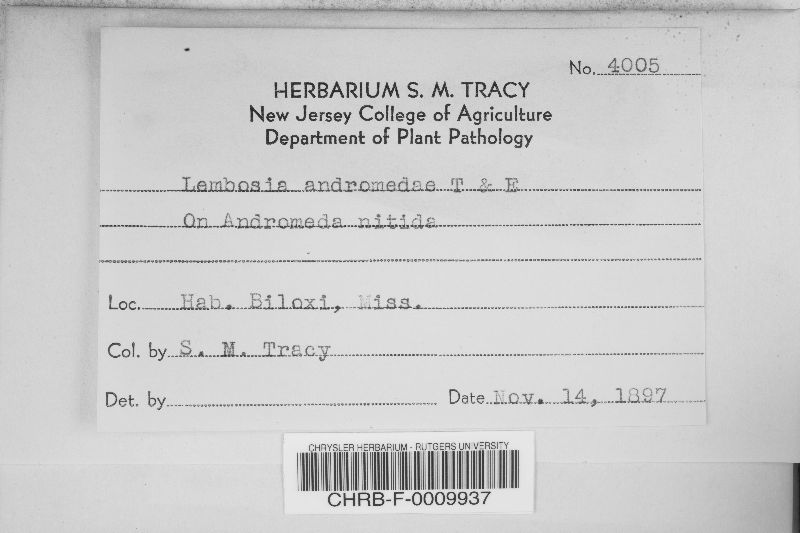 No. 4005
HERBARIUM S. M. TRACY
New Jersey College of Agriculture
Department of Plant Pathology
Lembosia andromedae T & E
On Andromeda nitida
Loc. Hab. Biloxi, Miss.
Col. by S. M. Tracy
Det. by Date Nov. 14, 1897
CHRYSLER HERBARIUM - RUTGERS UNIVERSITY
CHRB-F-0009937